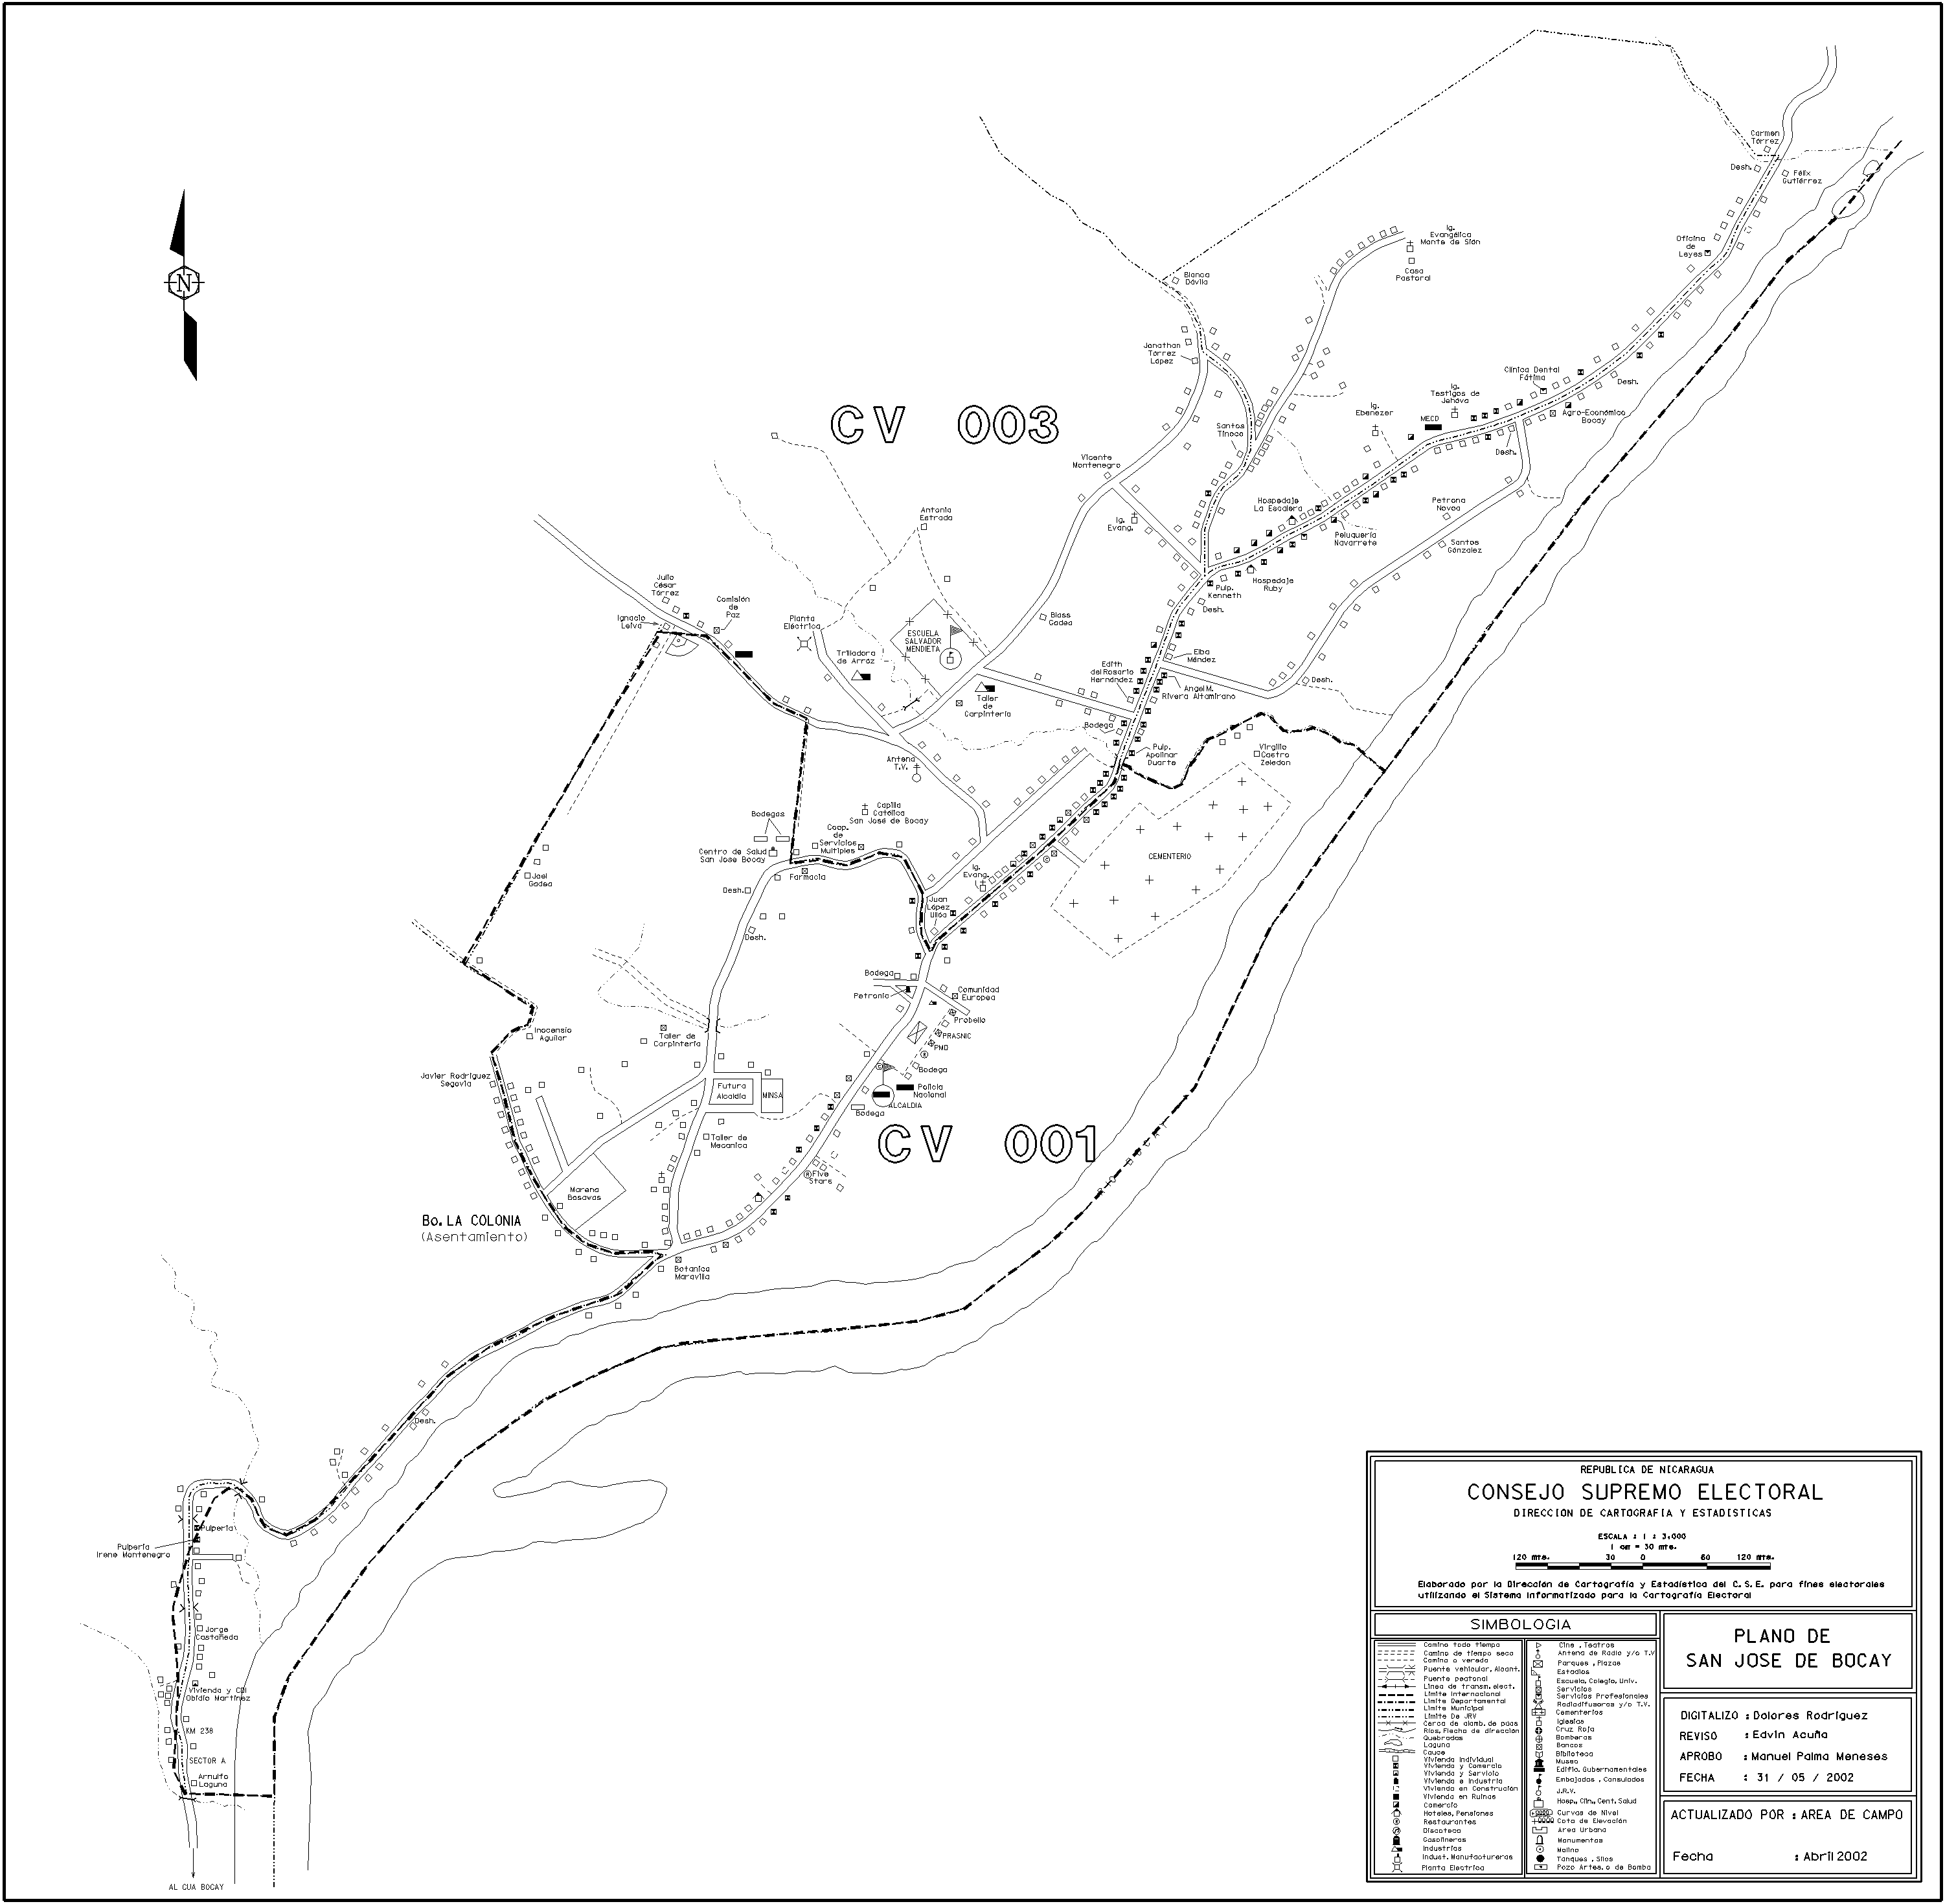 Carmen
Tórrez
Desh.
Félix
Gutiérrez
N
Oficina
de
Leyes
Ig.
Evangélica
Monte de Sión
Casa
Pastoral
Blanca
Dávila
Jonathan
Tórrez
López
Clínica Dental
Fátima
Ig.
Testigos de
Jehová
Desh.
CV 003
Ig.
Ebenezer
MECD
Agro-Económico
Bocay
Santos
Tinoco
Desh.
Vicente
Montenegro
Antonia
Estrada
Ig.
Evang.
Hospedaje
La Escalera
Petrona
Novoa
Peluquería
Navarrete
Santos
Gónzalez
Julio
César
Tórrez
Comisión
de
Paz
Ignacio
Leiva
Planta
Eléctrica
Pulp.
Kenneth
Hospedaje
Ruby
Desh.
Blass
Gadea
ESCUELA
SALVADOR
MENDIETA
Trilladora
de Arróz
Elba
Méndez
Edith
del Rosario
Hernández
Desh.
Angel M.
Rivera Altamirano
Taller
de
Carpintería
Bodega
Pulp.
Apolinar
Duarte
Virgilio
Castro
Zeledon
Antena
T.V.
Bodegas
Coop.
de
Servicios
Multiples
Capilla
Católica
San José de Bocay
Centro de Salud
San Jose Bocay
CEMENTERIO
Farmacia
Ig.
Evang.
Jael
Gadea
Desh.
Juan
López
Ulloa
Desh.
Bodega
Petronic
Comunidad
Europea
Probello
Inocensio
Aguilar
Taller de
Carpintería
PRASNIC
PMD
Bodega
Javier Rodríguez
Segovia
Futura
Alcaldía
MINSA
Policía
Nacional
ALCALDIA
Bodega
Taller de
Mecanica
CV 001
Five
Stars
Marena
Bosavas
Bo. LA COLONIA
(Asentamiento)
Botanica
Maravilla
Desh.
Pulpería
Pulpería
Irene Montenegro
Jorge
Castañeda
Vivienda y CDI
Obidio Martínez
KM 238
SECTOR A
Arnulfo
Laguna
AL CUA BOCAY
REPUBLICA DE NICARAGUA
CONSEJO SUPREMO ELECTORAL
DIRECCION DE CARTOGRAFIA Y ESTADISTICAS
ESCALA : 1 : 3,000
1 cm = 30 mts.
120 mts. 30 0 60 120 mts.
Elaborado por la Dirección de Cartografía y Estadística del C.S.E. para fines electorales
utilizando el Sistema Informatizado para la Cartografía Electoral
SIMBOLOGIA
Camino todo tiempo
Camino de tiempo seco
Camino o vereda
Puente vehicular, Alcant.
Puente peatonal
Línea de transm. elect.
Límite Internacional
Límite Departamental
Límite Municipal
Límite De JRV
Cerca de alamb. de púas
Ríos, Flecha de dirección
Quebradas
Laguna
Cauce
Vivienda Individual
Vivienda y Comercio
Vivienda y Servicio
Vivienda e Industria
Vivienda en Construcción
Vivienda en Ruinas
Comercio
Hoteles, Pensiones
Restaurantes
Discoteca
Gasolineras
Industrias
Indust. Manufactureras
Planta Electrica
Cine , Teatros
Antena de Radio y/o T.V
Parques , Plazas
Estadios
Escuela, Colegio, Univ.
Servicios
Servicios Profesionales
Radiodifusoras y/o T.V.
Cementerios
Iglesias
Cruz Roja
Bomberos
Bancos
Biblioteca
Museo
Edific. Gubernamentales
Embajadas , Consulados
J.R.V.
Hosp., Clin., Cent. Salud
Curvas de Nivel
Cota de Elevación
Area Urbana
Monumentos
Molino
Tanques , Silos
Pozo Artes. o de Bomba
PLANO DE
SAN JOSE DE BOCAY
DIGITALIZO : Dolores Rodríguez
REVISO : Edvin Acuña
APROBO : Manuel Palma Meneses
FECHA : 31 / 05 / 2002
ACTUALIZADO POR : AREA DE CAMPO
Fecha : Abril 2002